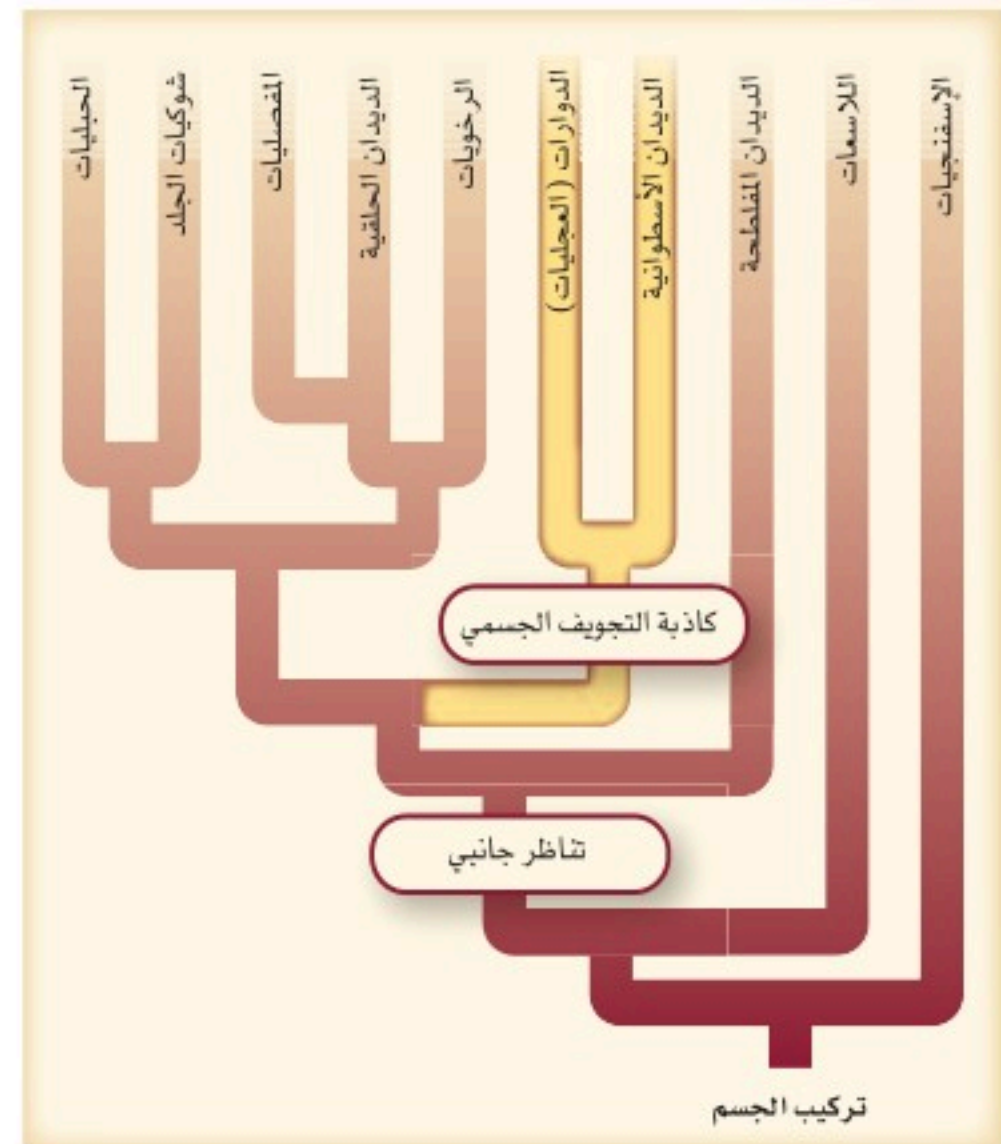 الإسفنجيات
اللاسعات
الديدان المفلطحة
الديدان الأسطوانية
الدوارات (العجليات)
الرخويات
الديدان الحلقية
المفصليات
شوكيات الجلد
الحبليات
كاذبة التجويف الجسمي
تناظر جانبي
تركيب الجسم